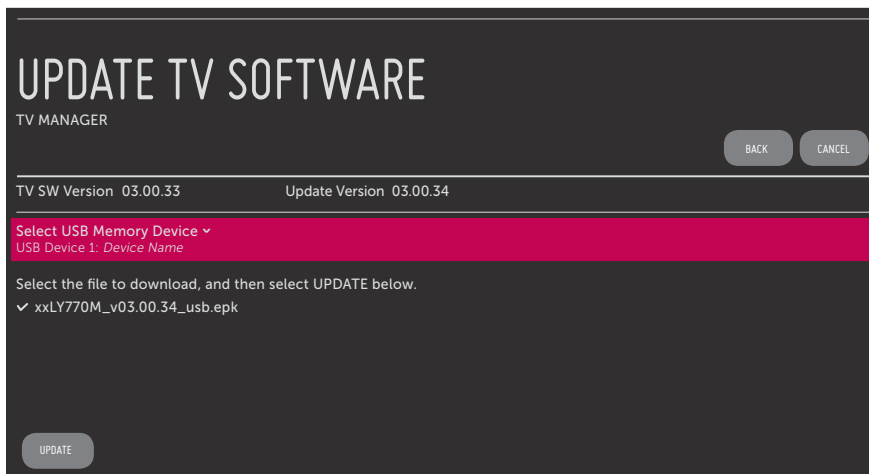 UPDATE TV SOFTWARE
TV MANAGER
BACK CANCEL
TV SW Version 03.00.33 Update Version 03.00.34
Select USB Memory Device
USB Device 1: Device Name
Select the file to download, and then select UPDATE below.
xxLY770M_v03.00.34_usb.epk
UPDATE